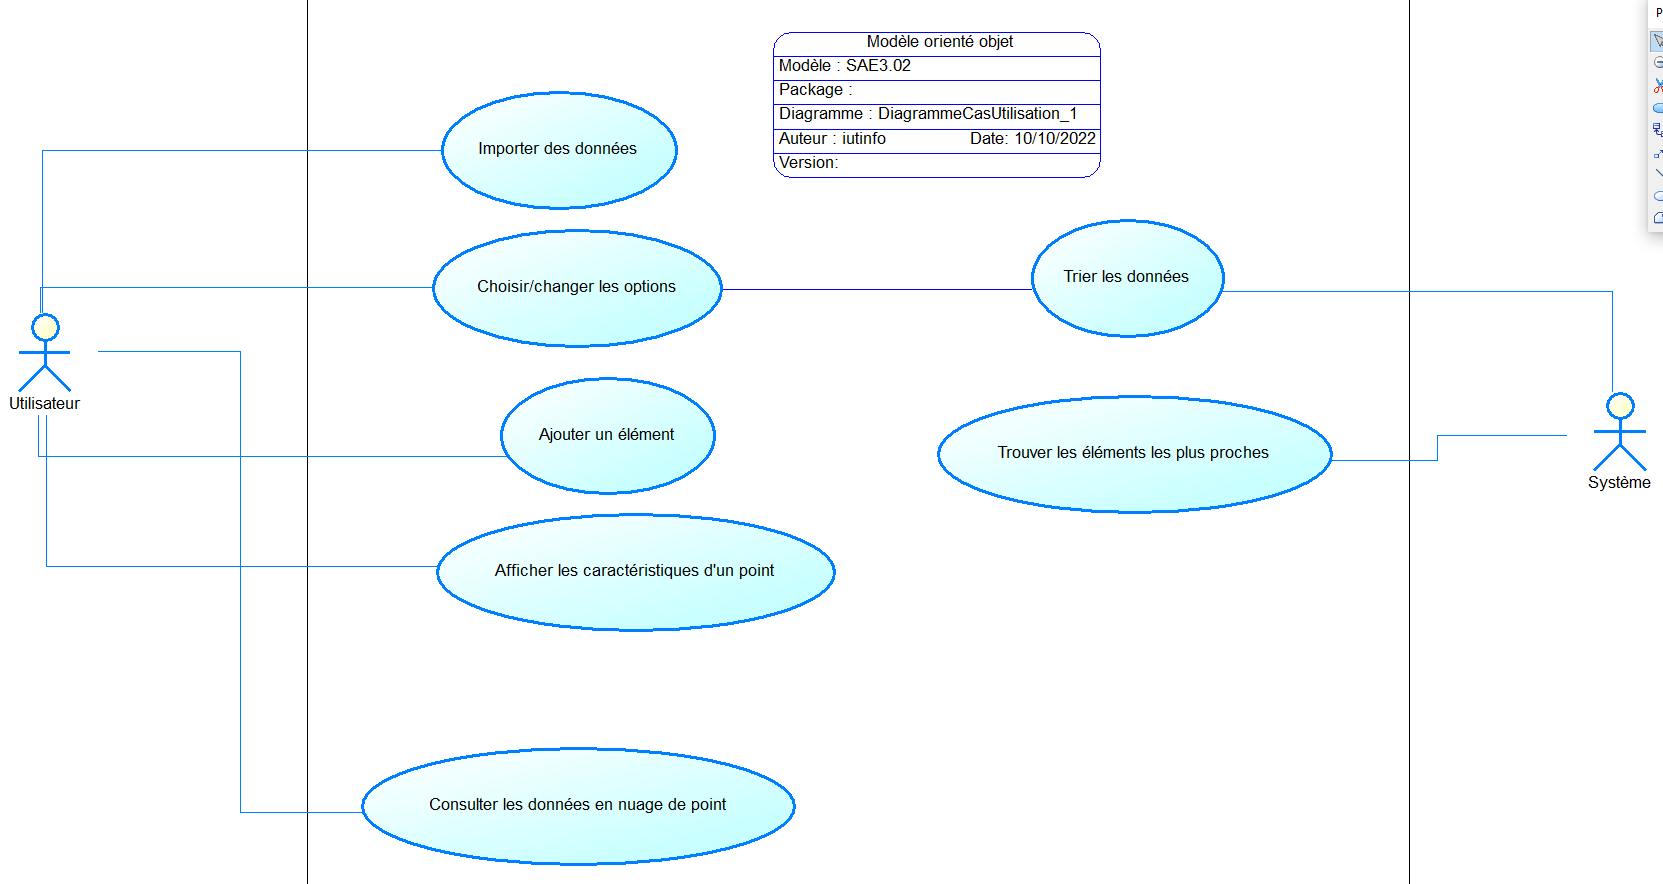 Modèle orienté objet
Modèle : SAE3.02
Package :
Diagramme : DiagrammeCasUtilisation_1
Auteur : iutinfo Date: 10/10/2022
Version:
Importer des données
Choisir/changer les options
Trier les données
Utilisateur
Ajouter un élément
Trouver les éléments les plus proches
Système
Afficher les caractéristiques d'un point
Consulter les données en nuage de point
P